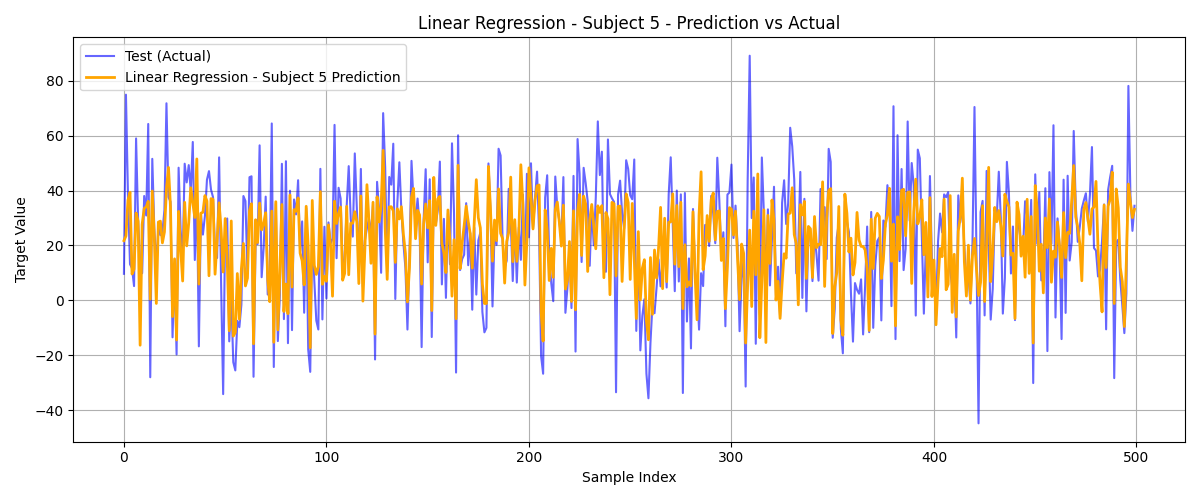 Linear Regression - Subject 5 - Prediction vs Actual
Test (Actual)
Linear Regression - Subject 5 Prediction
Target Value
80
60
40
20
0
−20
−40
0
100
200
300
400
500
Sample Index